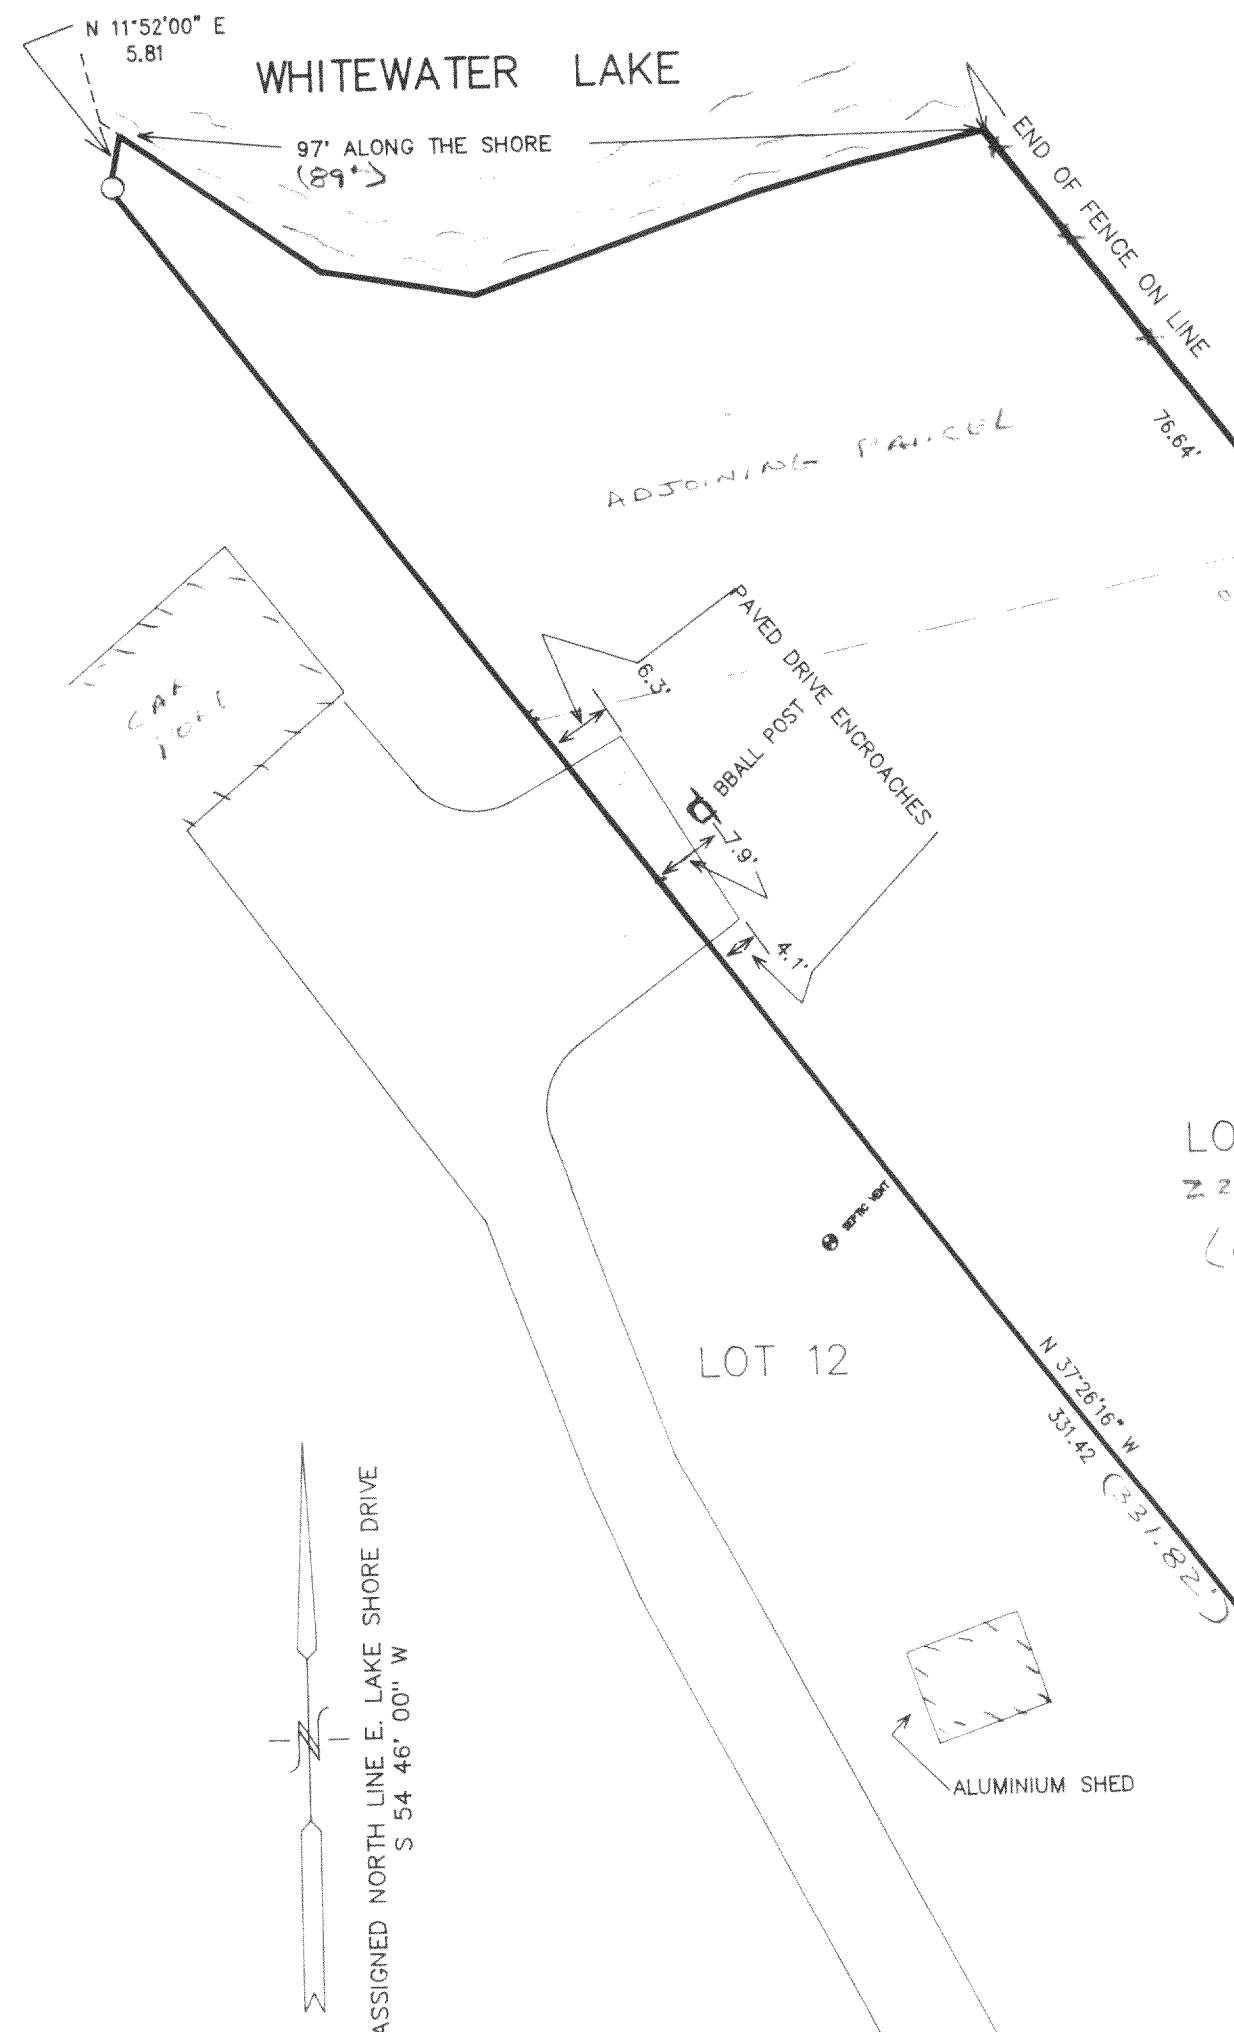 N 11°52'00" E
5.81
WHITEWATER LAKE
97' ALONG THE SHORE
(89')
END OF FENCE ON LINE
76.64'
ADJOINING PARCEL
PAVED DRIVE ENCROACHES
6.3'
BBALL POST
7.9'
4.1'
LO
SEPTIC VENT
LOT 12
N 37°26'16" W
331.42 (331.82')
ASSIGNED NORTH LINE E. LAKE SHORE DRIVE
S 54 46' 00" W
N
ALUMINIUM SHED